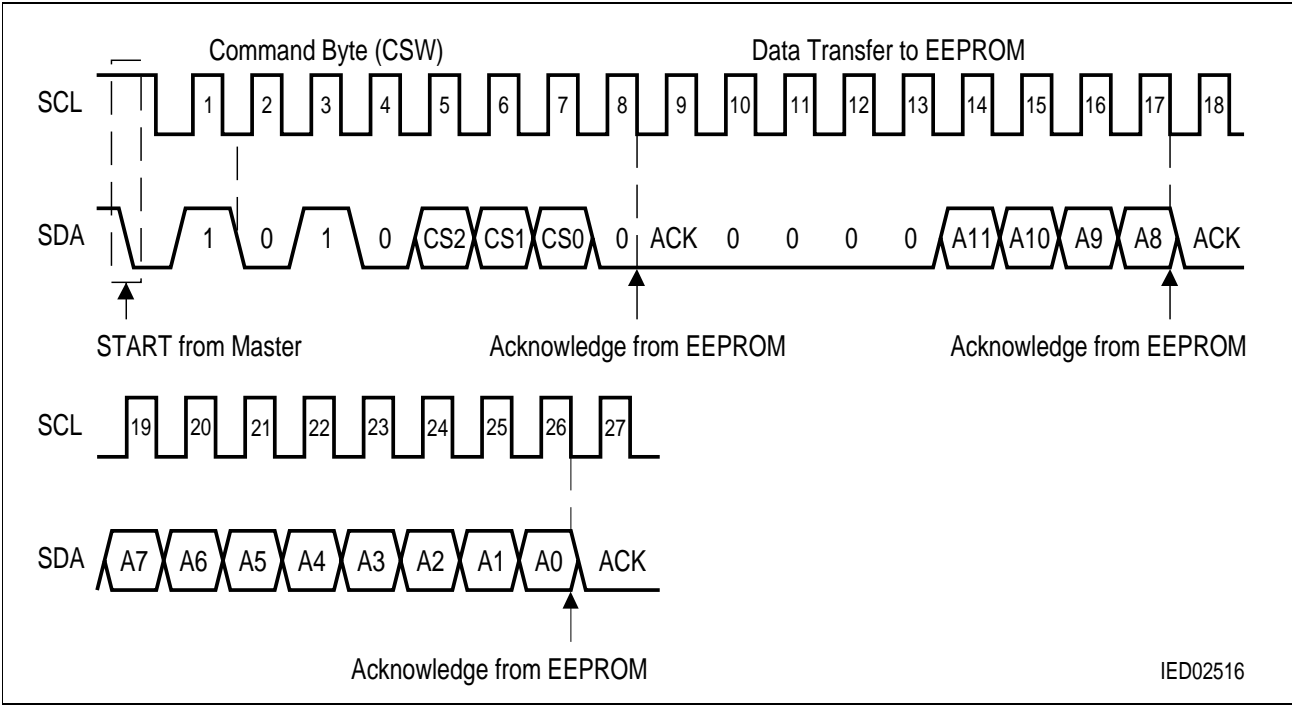 Command Byte (CSW) Data Transfer to EEPROM
SCL 1 2 3 4 5 6 7 8 9 10 11 12 13 14 15 16 17 18
SDA 1 0 1 0 CS2 CS1 CS0 0 ACK 0 0 0 0 A11 A10 A9 A8 ACK
START from Master Acknowledge from EEPROM Acknowledge from EEPROM
SCL 19 20 21 22 23 24 25 26 27
SDA A7 A6 A5 A4 A3 A2 A1 A0 ACK
Acknowledge from EEPROM IED02516